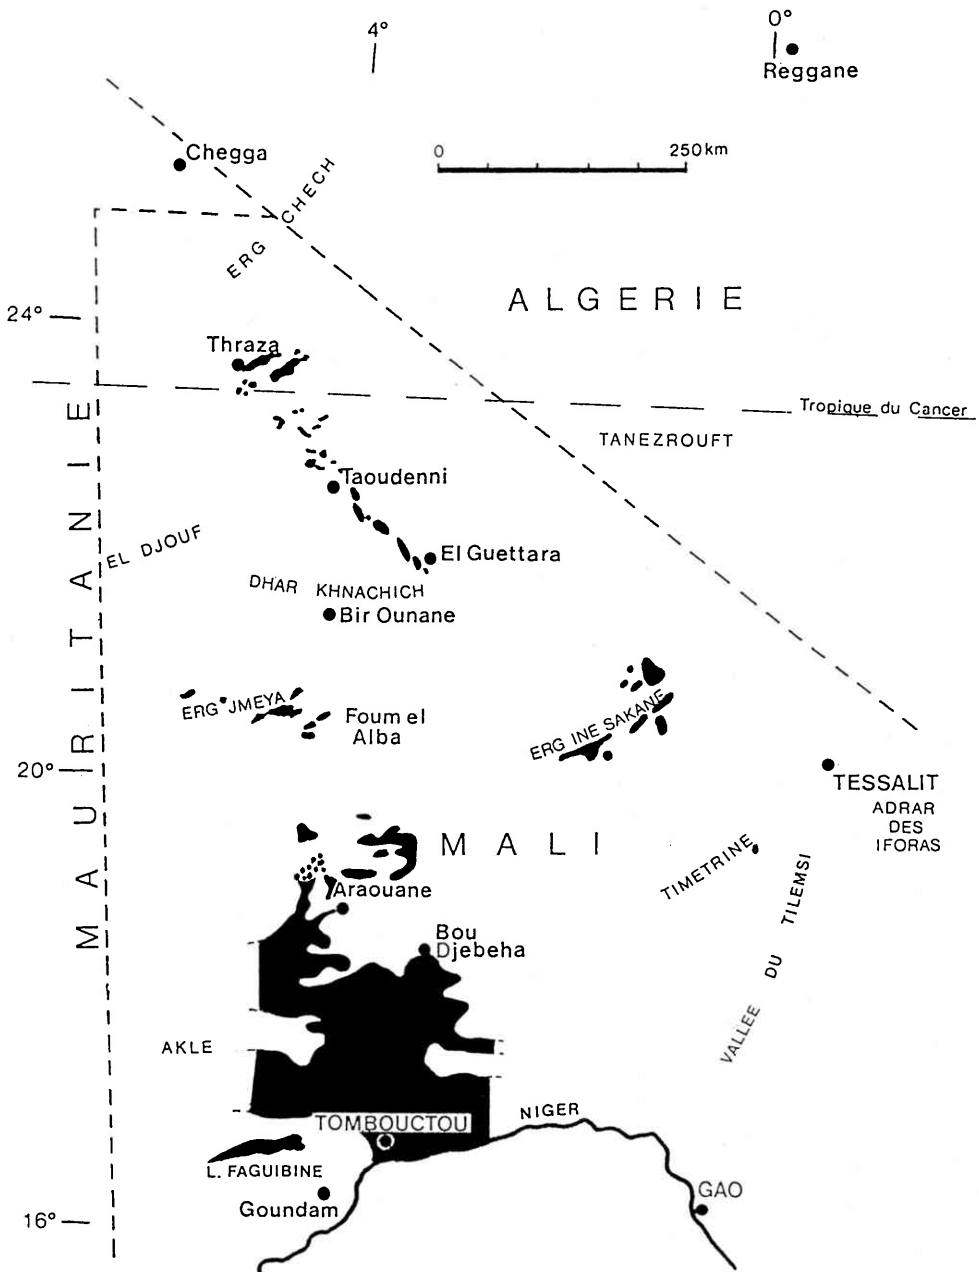 4°
0°
Reggane
0 250km
Chegga
ERG CHECH
ALGERIE
24°
Thraza
Tropique du Cancer
TANEZROUFT
MAURITANIE
Taoudenni
EL DJOUF
El Guettara
DHAR KHNACHICH
Bir Ounane
ERG JMEYA
Foum el
Alba
ERG INE SAKANE
20°
TESSALIT
ADRAR
DES
IFORAS
MALI
TIMETRINE
Araouane
VALLEE DU TILEMSI
Bou
Djebeha
AKLE
TOMBOUCTOU
NIGER
L. FAGUIBINE
GAO
Goundam
16°